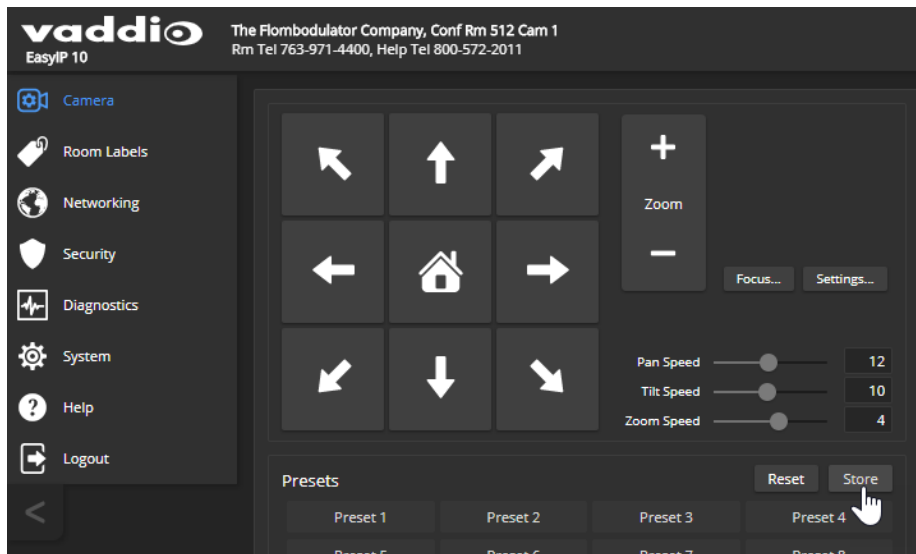 vaddio
EasyIP 10
The Flombodulator Company, Conf Rm 512 Cam 1
Rm Tel 763-971-4400, Help Tel 800-572-2011
Camera
Room Labels
Networking
Security
Diagnostics
System
Help
Logout
Zoom
Focus...
Settings...
Pan Speed 12
Tilt Speed 10
Zoom Speed 4
Presets
Reset
Store
Preset 1
Preset 2
Preset 3
Preset 4